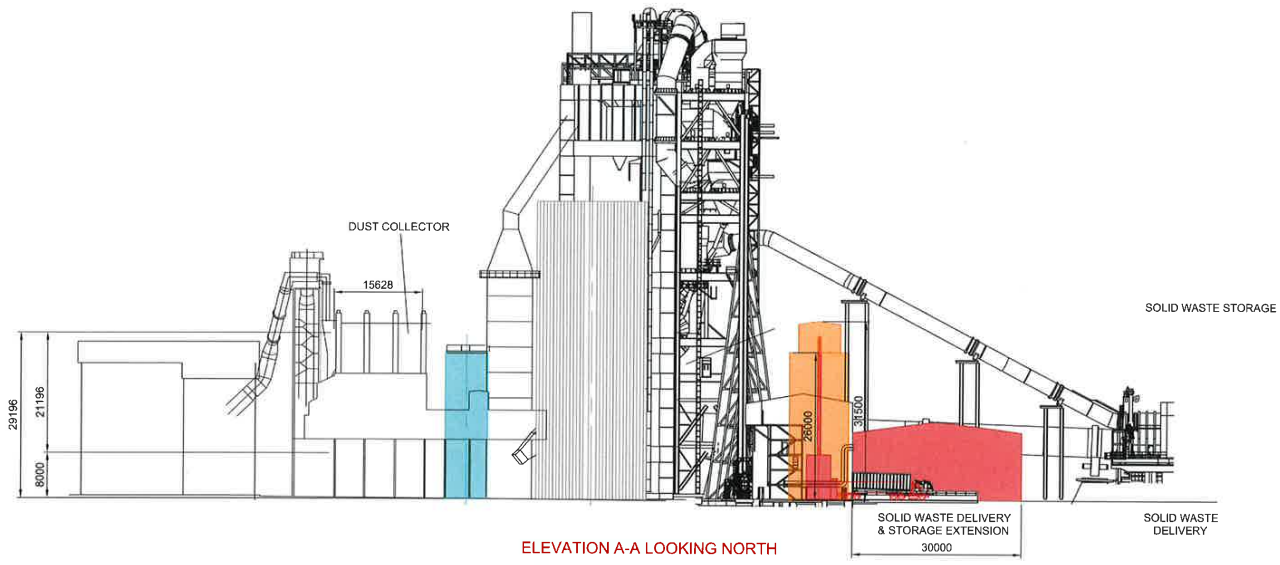 DUST COLLECTOR
15628
SOLID WASTE STORAGE
29196
21196
8000
26000
31500
SOLID WASTE DELIVERY
& STORAGE EXTENSION
30000
SOLID WASTE
DELIVERY
ELEVATION A-A LOOKING NORTH